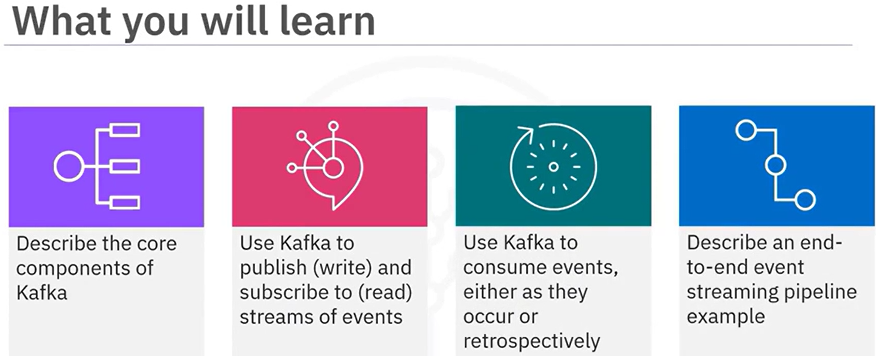 What you will learn
Describe the core
components of
Kafka
Use Kafka to
publish (write) and
subscribe to (read)
streams of events
Use Kafka to
consume events,
either as they
occur or
retrospectively
Describe an end-
to-end event
streaming pipeline
example